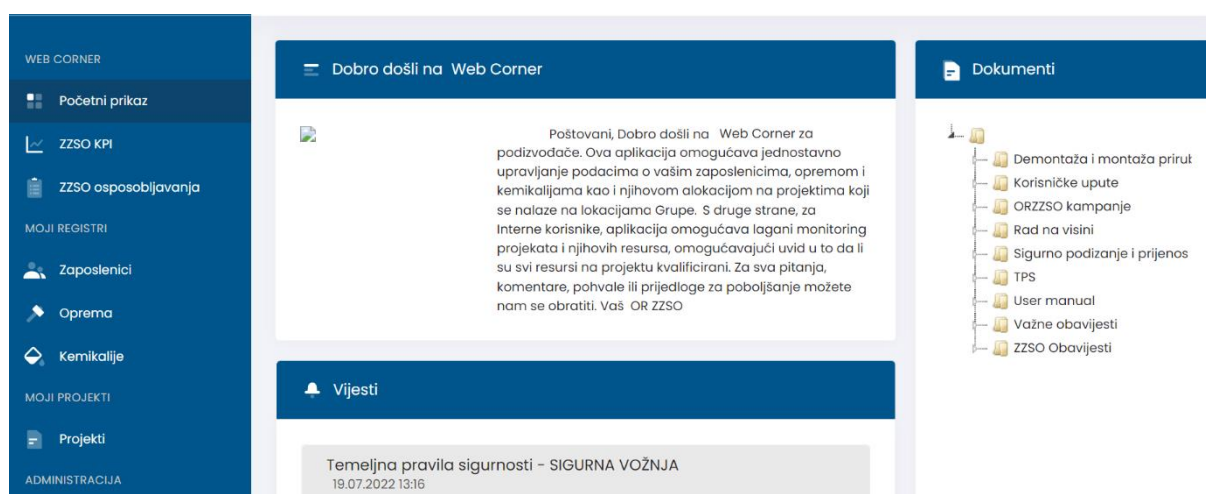 WEB CORNER
Početni prikaz
ZZSO KPI
ZZSO osposobljavanja
MOJI REGISTRI
Zaposlenici
Oprema
Kemikalije
MOJI PROJEKTI
Projekti
ADMINISTRACIJA
Dobro došli na Web Corner
Poštovani, Dobro došli na Web Corner za
podizvođače. Ova aplikacija omogućava jednostavno
upravljanje podacima o vašim zaposlenicima, opremom i
kemikalijama kao i njihovom alokacijom na projektima koji
se nalaze na lokacijama Grupe. S druge strane, za
Interne korisnike, aplikacija omogućava lagani monitoring
projekata i njihovih resursa, omogućavajući uvid u to da li
su svi resursi na projektu kvalificirani. Za sva pitanja,
komentare, pohvale ili prijedloge za poboljšanje možete
nam se obratiti. Vaš OR ZZSO
Vijesti
Temeljna pravila sigurnosti - SIGURNA VOŽNJA
19.07.2022 13:16
Dokumenti
Demontaža i montaža
Korisničke upute
ORZZSO kampanje
Rad na visini
Sigurno podizanje i prijenos
TPS
User manual
Važne obavijesti
ZZSO Obavijesti